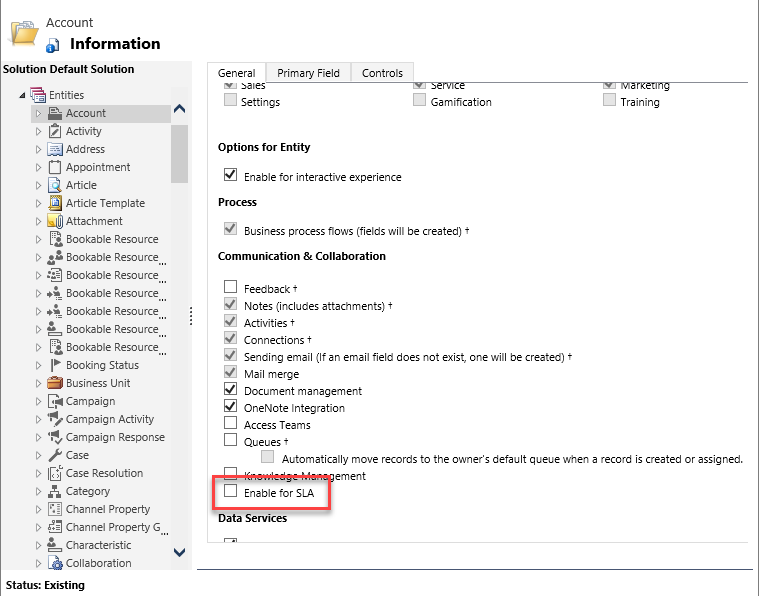 Account
Information
Solution Default Solution
Entities
Account
Activity
Address
Appointment
Article
Article Template
Attachment
Bookable Resource
Bookable Resource...
Bookable Resource...
Bookable Resource...
Bookable Resource...
Bookable Resource...
Bookable Resource...
Booking Status
Business Unit
Campaign
Campaign Activity
Campaign Response
Case
Case Resolution
Category
Channel Property
Channel Property G...
Characteristic
Collaboration
General Primary Field Controls
Sales Service Marketing
Settings Gamification Training
Options for Entity
Enable for interactive experience
Process
Business process flows (fields will be created) †
Communication & Collaboration
Feedback †
Notes (includes attachments) †
Activities †
Connections †
Sending email (If an email field does not exist, one will be created) †
Mail merge
Document management
OneNote Integration
Access Teams
Queues †
Automatically move records to the owner's default queue when a record is created or assigned.
Knowledge Management
Enable for SLA
Data Services
Status: Existing